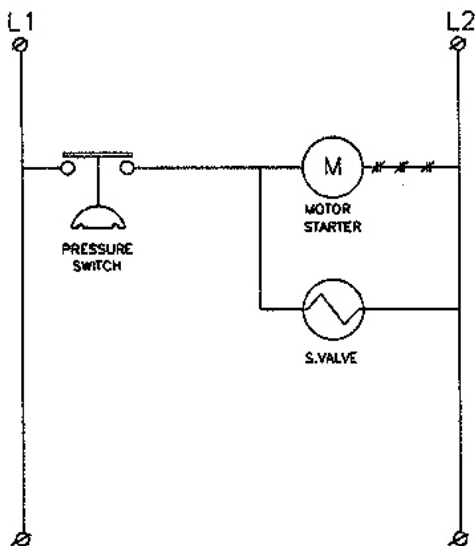 L1
L2
M
MOTOR
STARTER
PRESSURE
SWITCH
S.VALVE